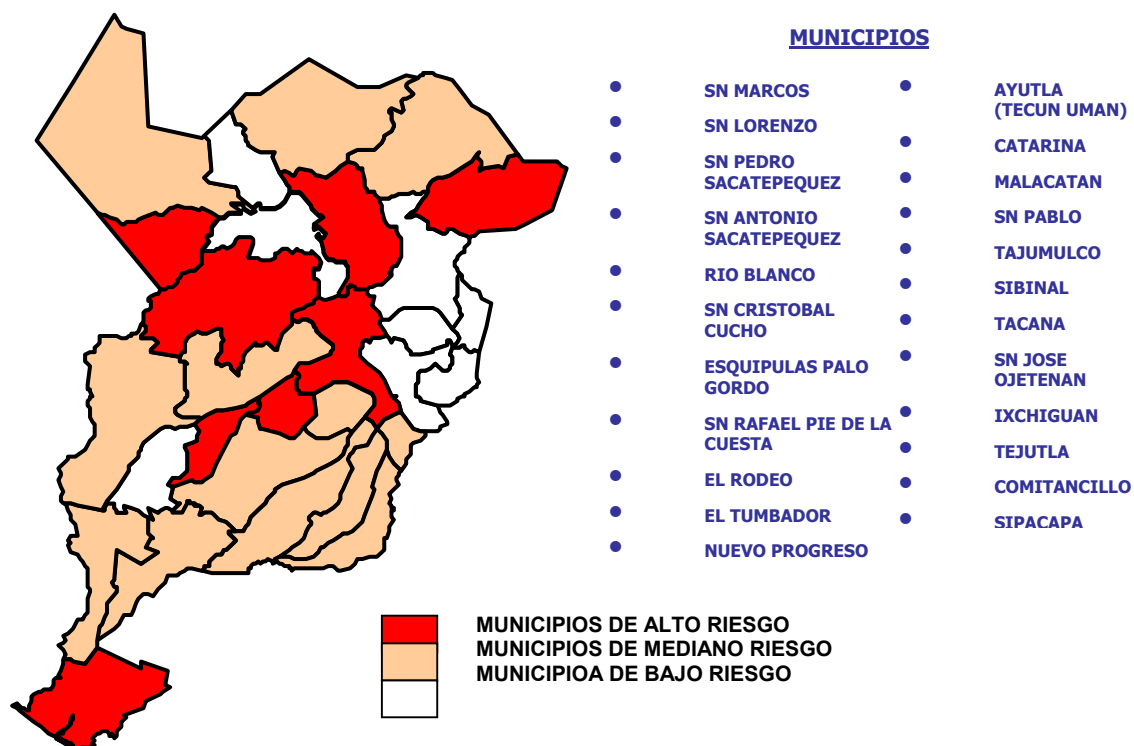 MUNICIPIOS
SN MARCOS
SN LORENZO
SN PEDRO
SACATEPEQUEZ
SN ANTONIO
SACATEPEQUEZ
RIO BLANCO
SN CRISTOBAL
CUCHO
ESQUIPULAS PALO
GORDO
SN RAFAEL PIE DE LA
CUESTA
EL RODEO
EL TUMBADOR
NUEVO PROGRESO
AYUTLA
(TECUN UMAN)
CATARINA
MALACATAN
SN PABLO
TAJUMULCO
SIBINAL
TACANA
SN JOSE
OJETENAN
IXCHIGUAN
TEJUTLA
COMITANCILLO
SIPACAPA
MUNICIPIOS DE ALTO RIESGO
MUNICIPIOS DE MEDIANO RIESGO
MUNICIPIOA DE BAJO RIESGO